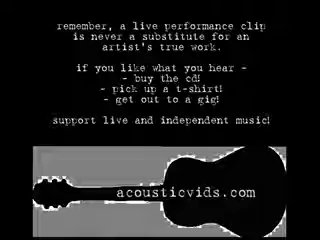 remember, a live performance clip
is never a substitute for an
artist's true work.
if you like what you hear -
- buy the cd!
- pick up a t-shirt!
- get out to a gig!
support live and independent music!
acousticvids.com